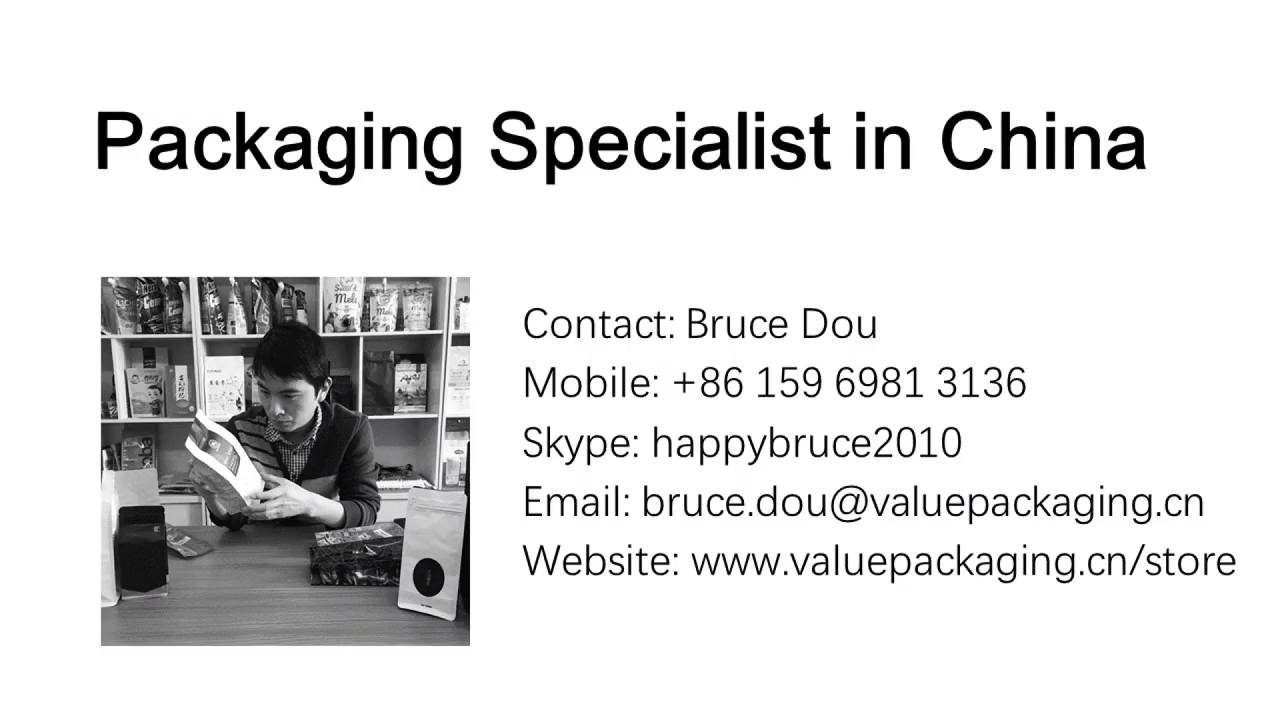 Packaging Specialist in China
Contact: Bruce Dou
Mobile: +86 159 6981 3136
Skype: happybruce2010
Email: bruce.dou@valuepackaging.cn
Website: www.valuepackaging.cn/store